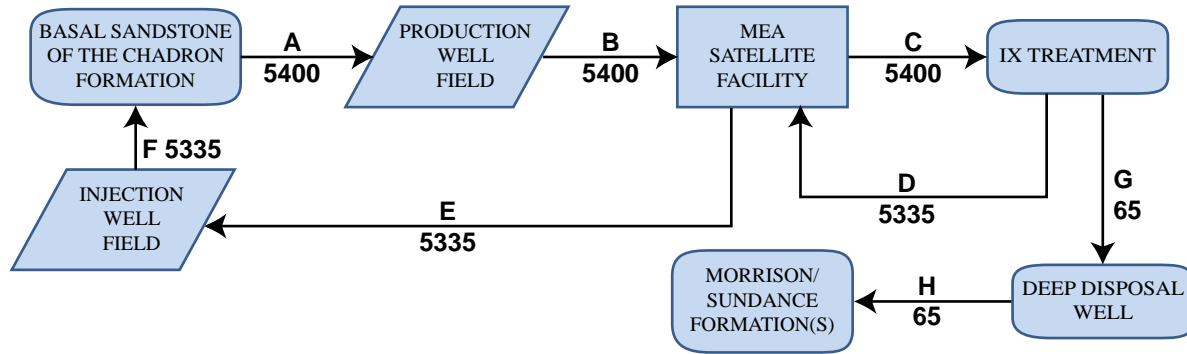 BASAL SANDSTONE
OF THE CHADRON
FORMATION
A
5400
PRODUCTION
WELL
FIELD
B
5400
MEA
SATELLITE
FACILITY
C
5400
IX TREATMENT
F 5335
INJECTION
WELL
FIELD
E
5335
D
5335
G
65
MORRISON/
SUNDANCE
FORMATION(S)
H
65
DEEP DISPOSAL
WELL